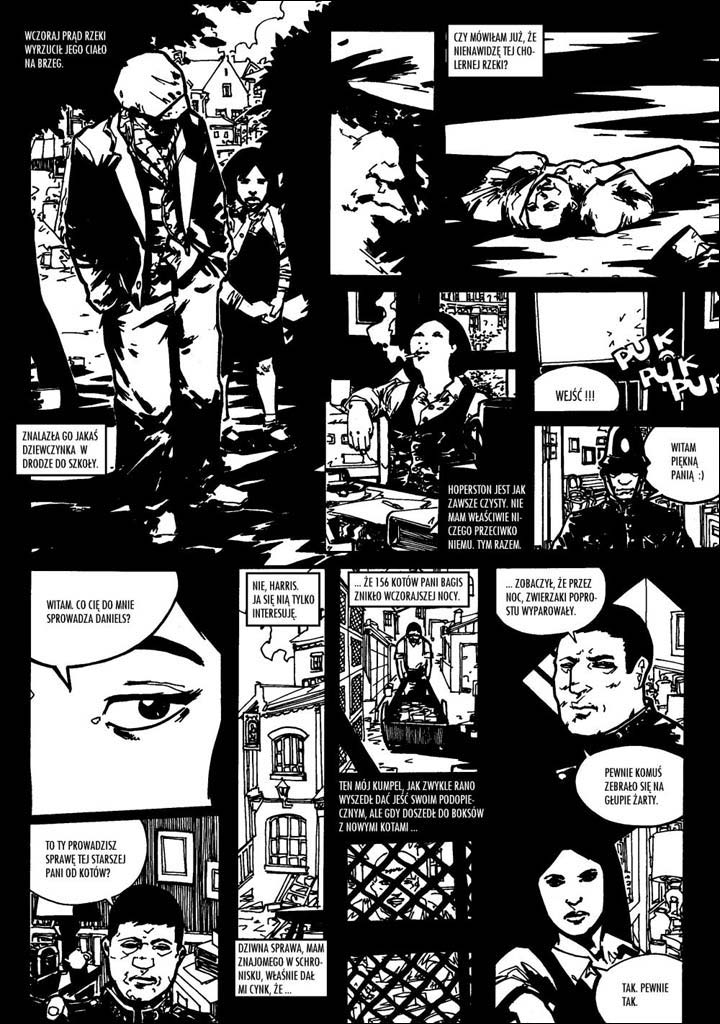 WCZORAJ PRĄD RZEKI
WYRZUCIŁ JEGO CIAŁO
NA BRZEG.
ZNALAZŁA GO JAKAŚ
DZIEWCZYNKA W
DRODZE DO SZKOŁY.
CZY MÓWIŁAM JUŻ, ŻE
NIENAWIDZĘ TEJ CHO-
LERNEJ RZEKI?
HOPERSTON JEST JAK
ZAWSZE CZYSTY. NIE
MAM WŁAŚCIWIE NI-
CZEGO PRZECIWKO
NIEMU. TYM RAZEM.
PUK
PUK
PUK
WEJŚĆ !!!
WITAM
PIĘKNĄ
PANIĄ :)
WITAM. CO CIĘ DO MNIE
SPROWADZA DANIELS?
TO TY PROWADZISZ
SPRAWĘ TEJ STARSZEJ
PANI OD KOTÓW?
NIE, HARRIS.
JA SIĘ NIĄ TYLKO
INTERESUJĘ.
DZIWNA SPRAWA, MAM
ZNAJOMEGO W SCHRO-
NISKU, WŁAŚNIE DAŁ
MI CYNK, ŻE ...
... ŻE 156 KOTÓW PANI BAGIS
ZNIKŁO WCZORAJSZEJ NOCY.
TEN MÓJ KUMPEL, JAK ZWYKLE RANO
WYSZEDŁ DAĆ JEŚĆ SWOIM PODOPIE-
CZNYM, ALE GDY DOSZEDŁ DO BOKSÓW
Z NOWYMI KOTAMI ...
... ZOBACZYŁ, ŻE PRZEZ
NOC, ZWIERZAKI POPRO-
STU WYPAROWAŁY.
PEWNIE KOMUŚ
ZEBRAŁO SIĘ NA
GŁUPIE ŻARTY.
TAK. PEWNIE
TAK.